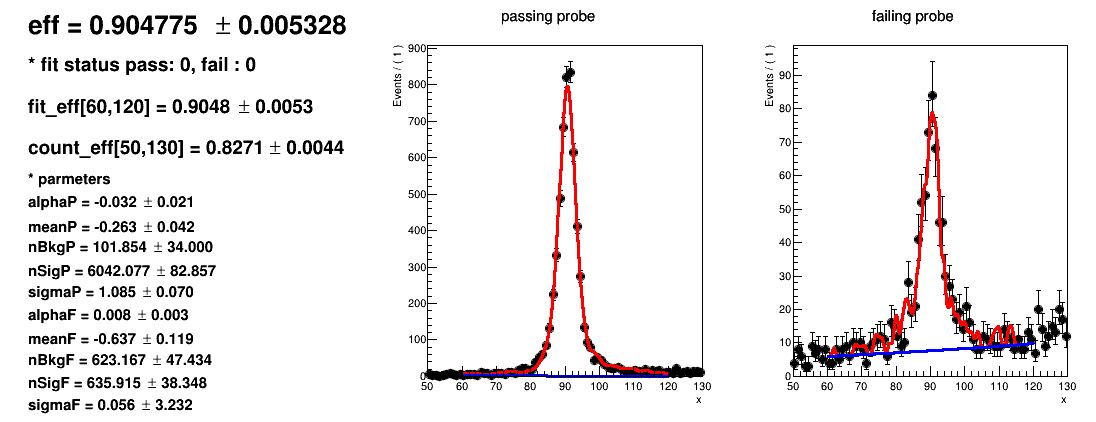 eff = 0.904775 ± 0.005328
* fit status pass: 0, fail : 0
fit_eff[60,120] = 0.9048 ± 0.0053
count_eff[50,130] = 0.8271 ± 0.0044
* parmeters
alphaP = -0.032 ± 0.021
meanP = -0.263 ± 0.042
nBkgP = 101.854 ± 34.000
nSigP = 6042.077 ± 82.857
sigmaP = 1.085 ± 0.070
alphaF = 0.008 ± 0.003
meanF = -0.637 ± 0.119
nBkgF = 623.167 ± 47.434
nSigF = 635.915 ± 38.348
sigmaF = 0.056 ± 3.232
passing probe
Events / ( 1 )
900
800
700
600
500
400
300
200
100
0
50 60 70 80 90 100 110 120 130
x
failing probe
Events / ( 1 )
90
80
70
60
50
40
30
20
10
0
50 60 70 80 90 100 110 120 130
x